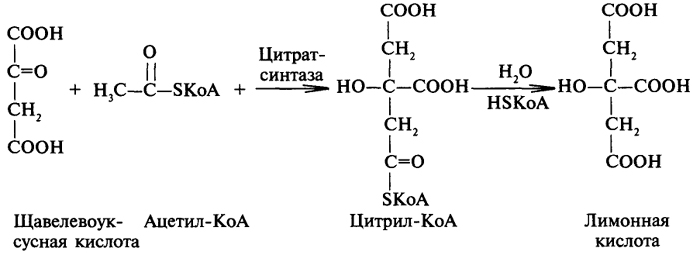 COOH
CH2
COOH
C=O
CH2
COOH
+
O
H3C–C–SKoA
+
Цитрат-
синтаза
HO–C–COOH
CH2
C=O
SKoA
H2O
HSKoA
COOH
CH2
HO–C–COOH
CH2
COOH
Щавелевоук-
сусная кислота
Ацетил-КоА
Цитрил-КоА
Лимонная
кислота